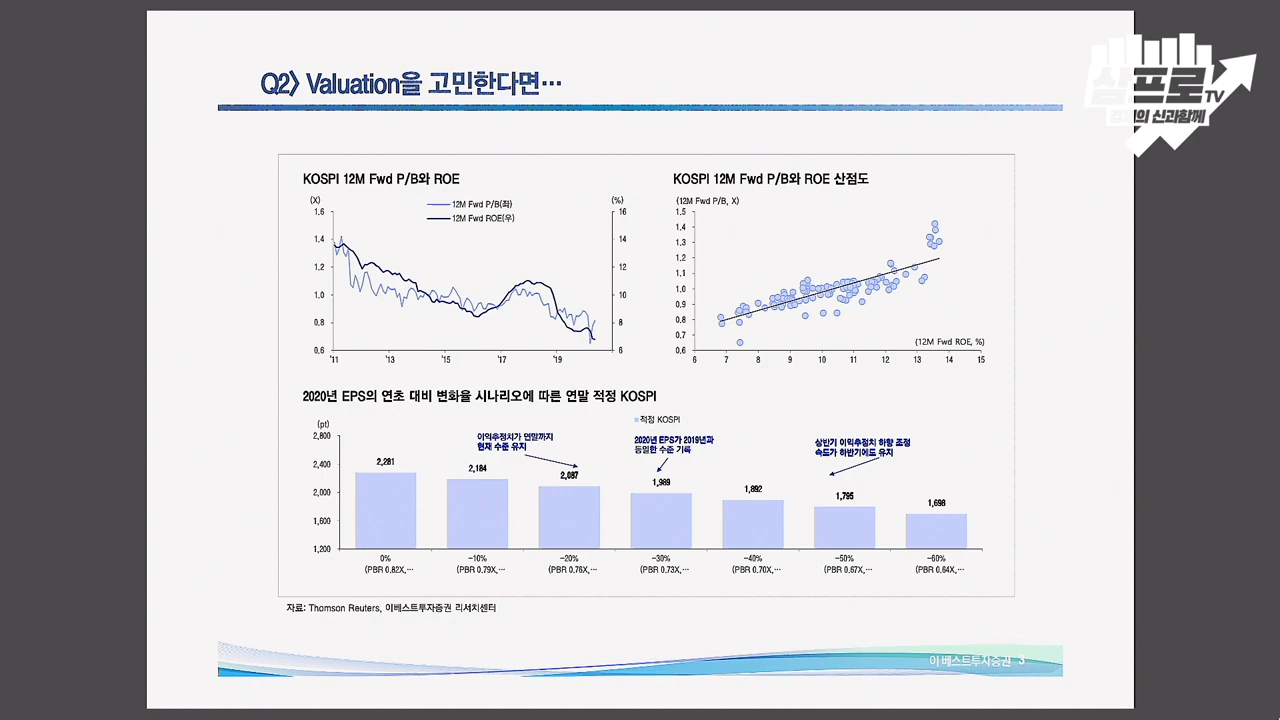 Q2> Valuation을 고민한다면…
삼프로TV
경제의 신과함께
KOSPI 12M Fwd P/B와 ROE
(X)
(%)
12M Fwd P/B(좌)
12M Fwd ROE(우)
1.6
1.4
1.2
1.0
0.8
0.6
16
14
12
10
8
6
'11
'13
'15
'17
'19
KOSPI 12M Fwd P/B와 ROE 산점도
(12M Fwd P/B, X)
1.5
1.4
1.3
1.2
1.1
1.0
0.9
0.8
0.7
0.6
(12M Fwd ROE, %)
6 7 8 9 10 11 12 13 14 15
2020년 EPS의 연초 대비 변화율 시나리오에 따른 연말 적정 KOSPI
(pt)
적정 KOSPI
2,800
2,400
2,000
1,600
1,200
이익추정치가 연말까지
현재 수준 유지
2020년 EPS가 2019년과
동일한 수준 기록
상반기 이익추정치 하향 조정
속도가 하반기에도 유지
2,281
2,184
2,087
1,989
1,892
1,795
1,698
0% -10% -20% -30% -40% -50% -60%
(PBR 0.82X,… (PBR 0.79X,… (PBR 0.76X,… (PBR 0.73X,… (PBR 0.70X,… (PBR 0.67X,… (PBR 0.64X,…
자료: Thomson Reuters, 이베스트투자증권 리서치센터
이베스트투자증권 3